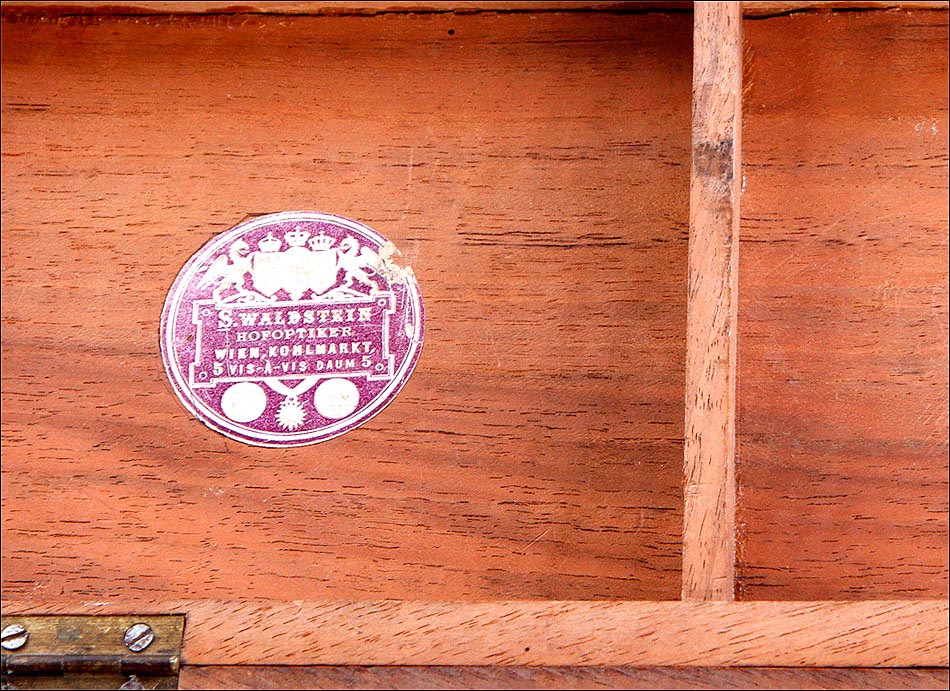 S. WALDSTEIN
HOFOPTIKER
WIEN, KOHLMARKT,
5 VIS-À-VIS DAUM 5